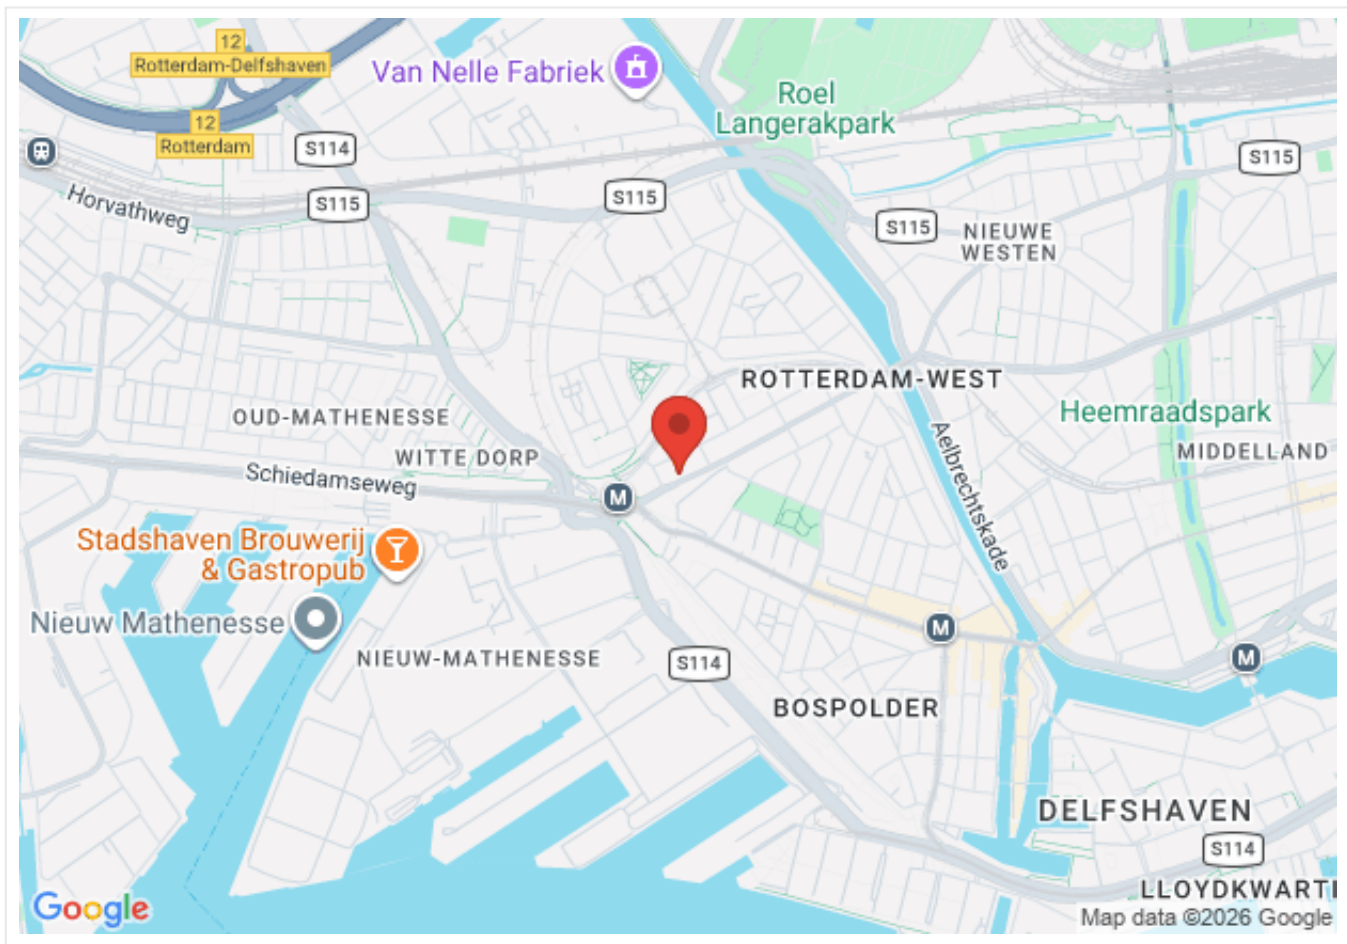 12
Rotterdam-Delfshaven
Van Nelle Fabriek
Roel
Langerakpark
12
Rotterdam
S114
S115
Horvathweg
S115
S115
S115
NIEUWE
WESTEN
ROTTERDAM-WEST
Heemraadspark
OUD-MATHENESSE
WITTE DORP
MIDDELLAND
Schiedamseweg
M
Aelbrechtskade
Stadshaven Brouwerij
& Gastropub
Nieuw Mathenesse
M
NIEUW-MATHENESSE
S114
M
BOSPOLDER
DELFSHAVEN
S114
LLOYDKWARTI
Google
Map data ©2026 Google